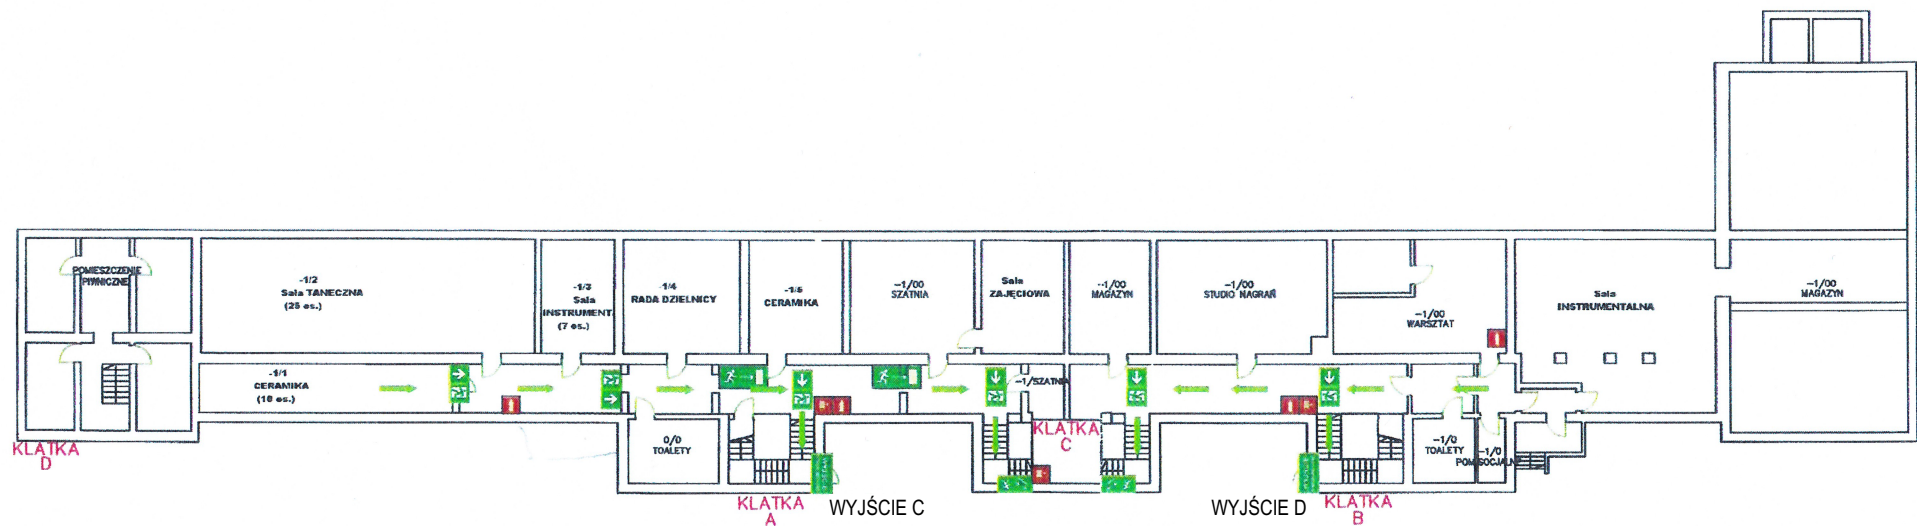 POMIESZCZENIE
PIWNICZNE
-1/2
Sala TANECZNA
(25 os.)
-1/3
Sala
INSTRUMENT.
(7 os.)
-1/4
RADA DZIELNICY
-1/5
CERAMIKA
-1/00
SZATNIA
Sala
ZAJĘCIOWA
-1/00
MAGAZYN
-1/00
STUDIO NAGRAŃ
-1/00
WARSZTAT
Sala
INSTRUMENTALNA
-1/00
MAGAZYN
-1/1
CERAMIKA
(10 os.)
-1/SZATNIA
0/0
TOALETY
-1/0
TOALETY
-1/0
POM.SOCJALN
KLATKA
D
KLATKA
A
WYJŚCIE C
KLATKA
C
WYJŚCIE D
KLATKA
B